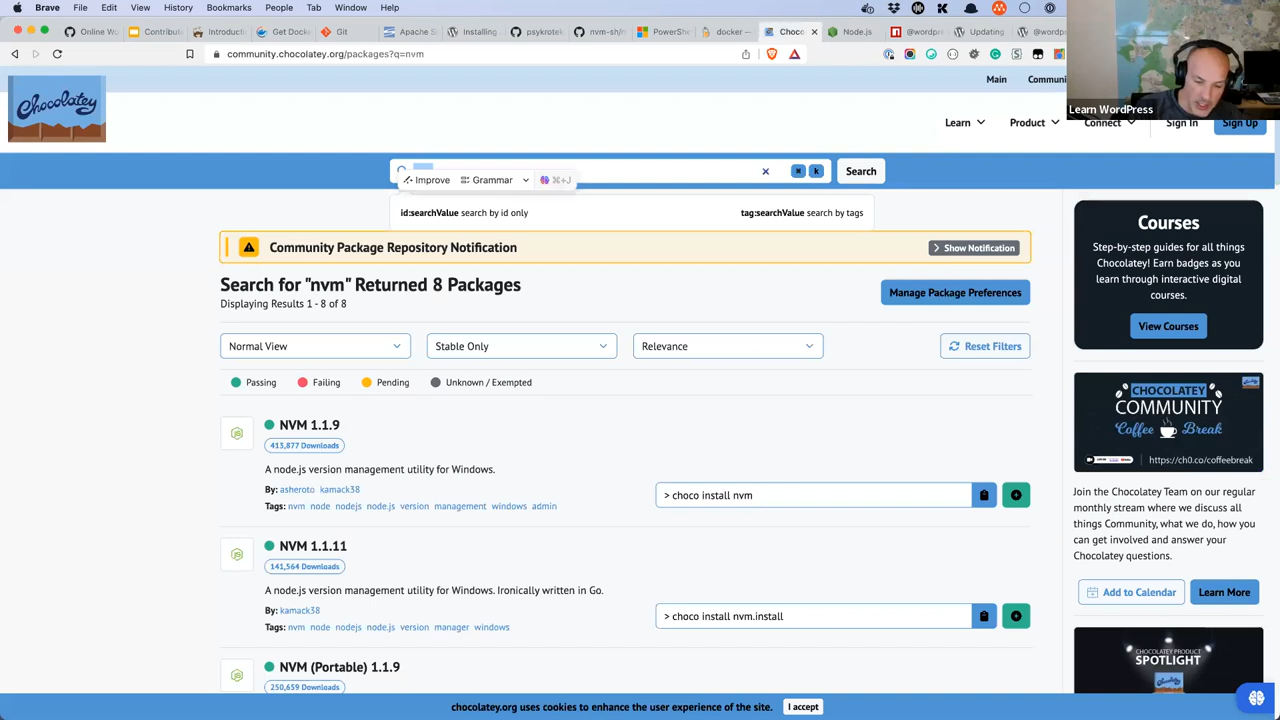 Brave File Edit View History Bookmarks People Tab Window Help
Online Wo
Contribut
Introducti
Get Docke
Git
Apache S
Installing
psykrotek
nvm-sh/n
PowerShe
docker —
Choco
Node.js
@wordpre
Updating
@wordp
community.chocolatey.org/packages?q=nvm
Learn WordPress
Main Communi
Chocolatey
Learn Product Connect Sign In Sign Up
⌘ k Search
Improve Grammar ⌘+J
id:searchValue search by id only tag:searchValue search by tags
Community Package Repository Notification Show Notification
Search for "nvm" Returned 8 Packages
Displaying Results 1 - 8 of 8
Manage Package Preferences
Normal View Stable Only Relevance Reset Filters
Passing Failing Pending Unknown / Exempted
NVM 1.1.9
413,877 Downloads
A node.js version management utility for Windows.
By: asheroto kamack38
Tags: nvm node nodejs node.js version management windows admin
> choco install nvm
NVM 1.1.11
141,564 Downloads
A node.js version management utility for Windows. Ironically written in Go.
By: kamack38
Tags: nvm node nodejs node.js version manager windows
> choco install nvm.install
NVM (Portable) 1.1.9
250,659 Downloads
Courses
Step-by-step guides for all things
Chocolatey! Earn badges as you
learn through interactive digital
courses.
View Courses
CHOCOLATEY
COMMUNITY
Coffee Break
https://ch0.co/coffeebreak
Join the Chocolatey Team on our regular
monthly stream where we discuss all
things Community, what we do, how you
can get involved and answer your
Chocolatey questions.
Add to Calendar Learn More
CHOCOLATEY PRODUCT
SPOTLIGHT
chocolatey.org uses cookies to enhance the user experience of the site. I accept